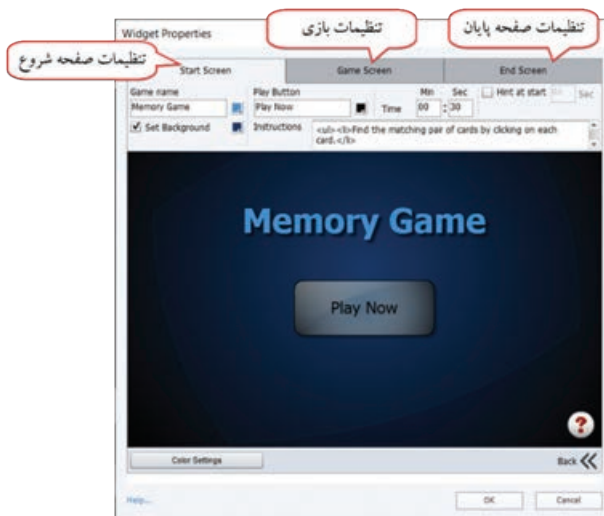 Widget Properties
تنظیمات صفحه شروع
تنظیمات بازی
تنظیمات صفحه پایان
Start Screen
Game Screen
End Screen
Game name
Play Button
Min
Sec
Hint at start
Sec
Memory Game
Play Now
Time
00
:
30
Set Background
Instructions
<ul><li>Find the matching pair of cards by clicking on each
card.</li>
Memory Game
Play Now
?
Color Settings
Back
Help...
OK
Cancel